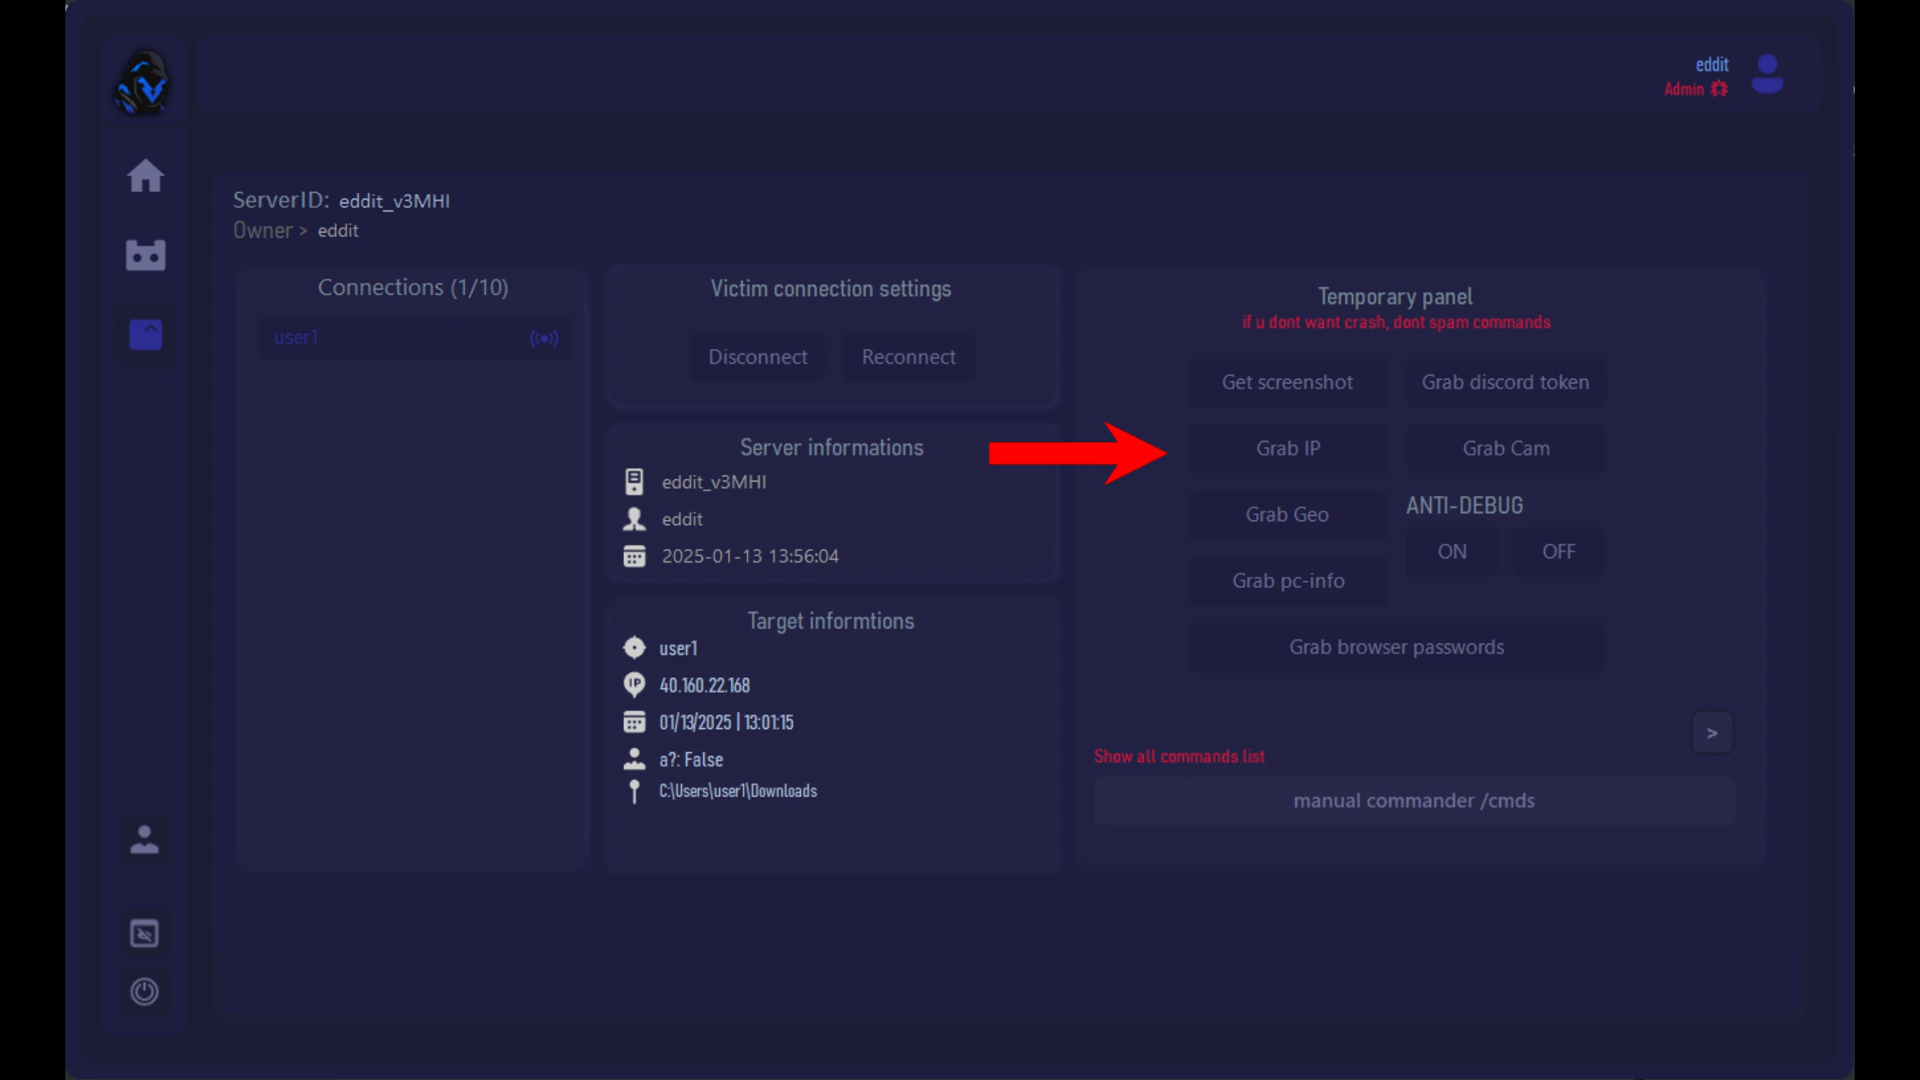 eddit
Admin
ServerID: eddit_v3MHI
Owner > eddit
Connections (1/10)
user1
Victim connection settings
Disconnect
Reconnect
Server informations
eddit_v3MHI
eddit
2025-01-13 13:56:04
Target informtions
user1
IP
40.160.22.168
01/13/2025 | 13:01:15
a?: False
C:\Users\user1\Downloads
Temporary panel
if u dont want crash, dont spam commands
Get screenshot
Grab discord token
Grab IP
Grab Cam
Grab Geo
ANTI-DEBUG
ON
OFF
Grab pc-info
Grab browser passwords
>
Show all commands list
manual commander /cmds